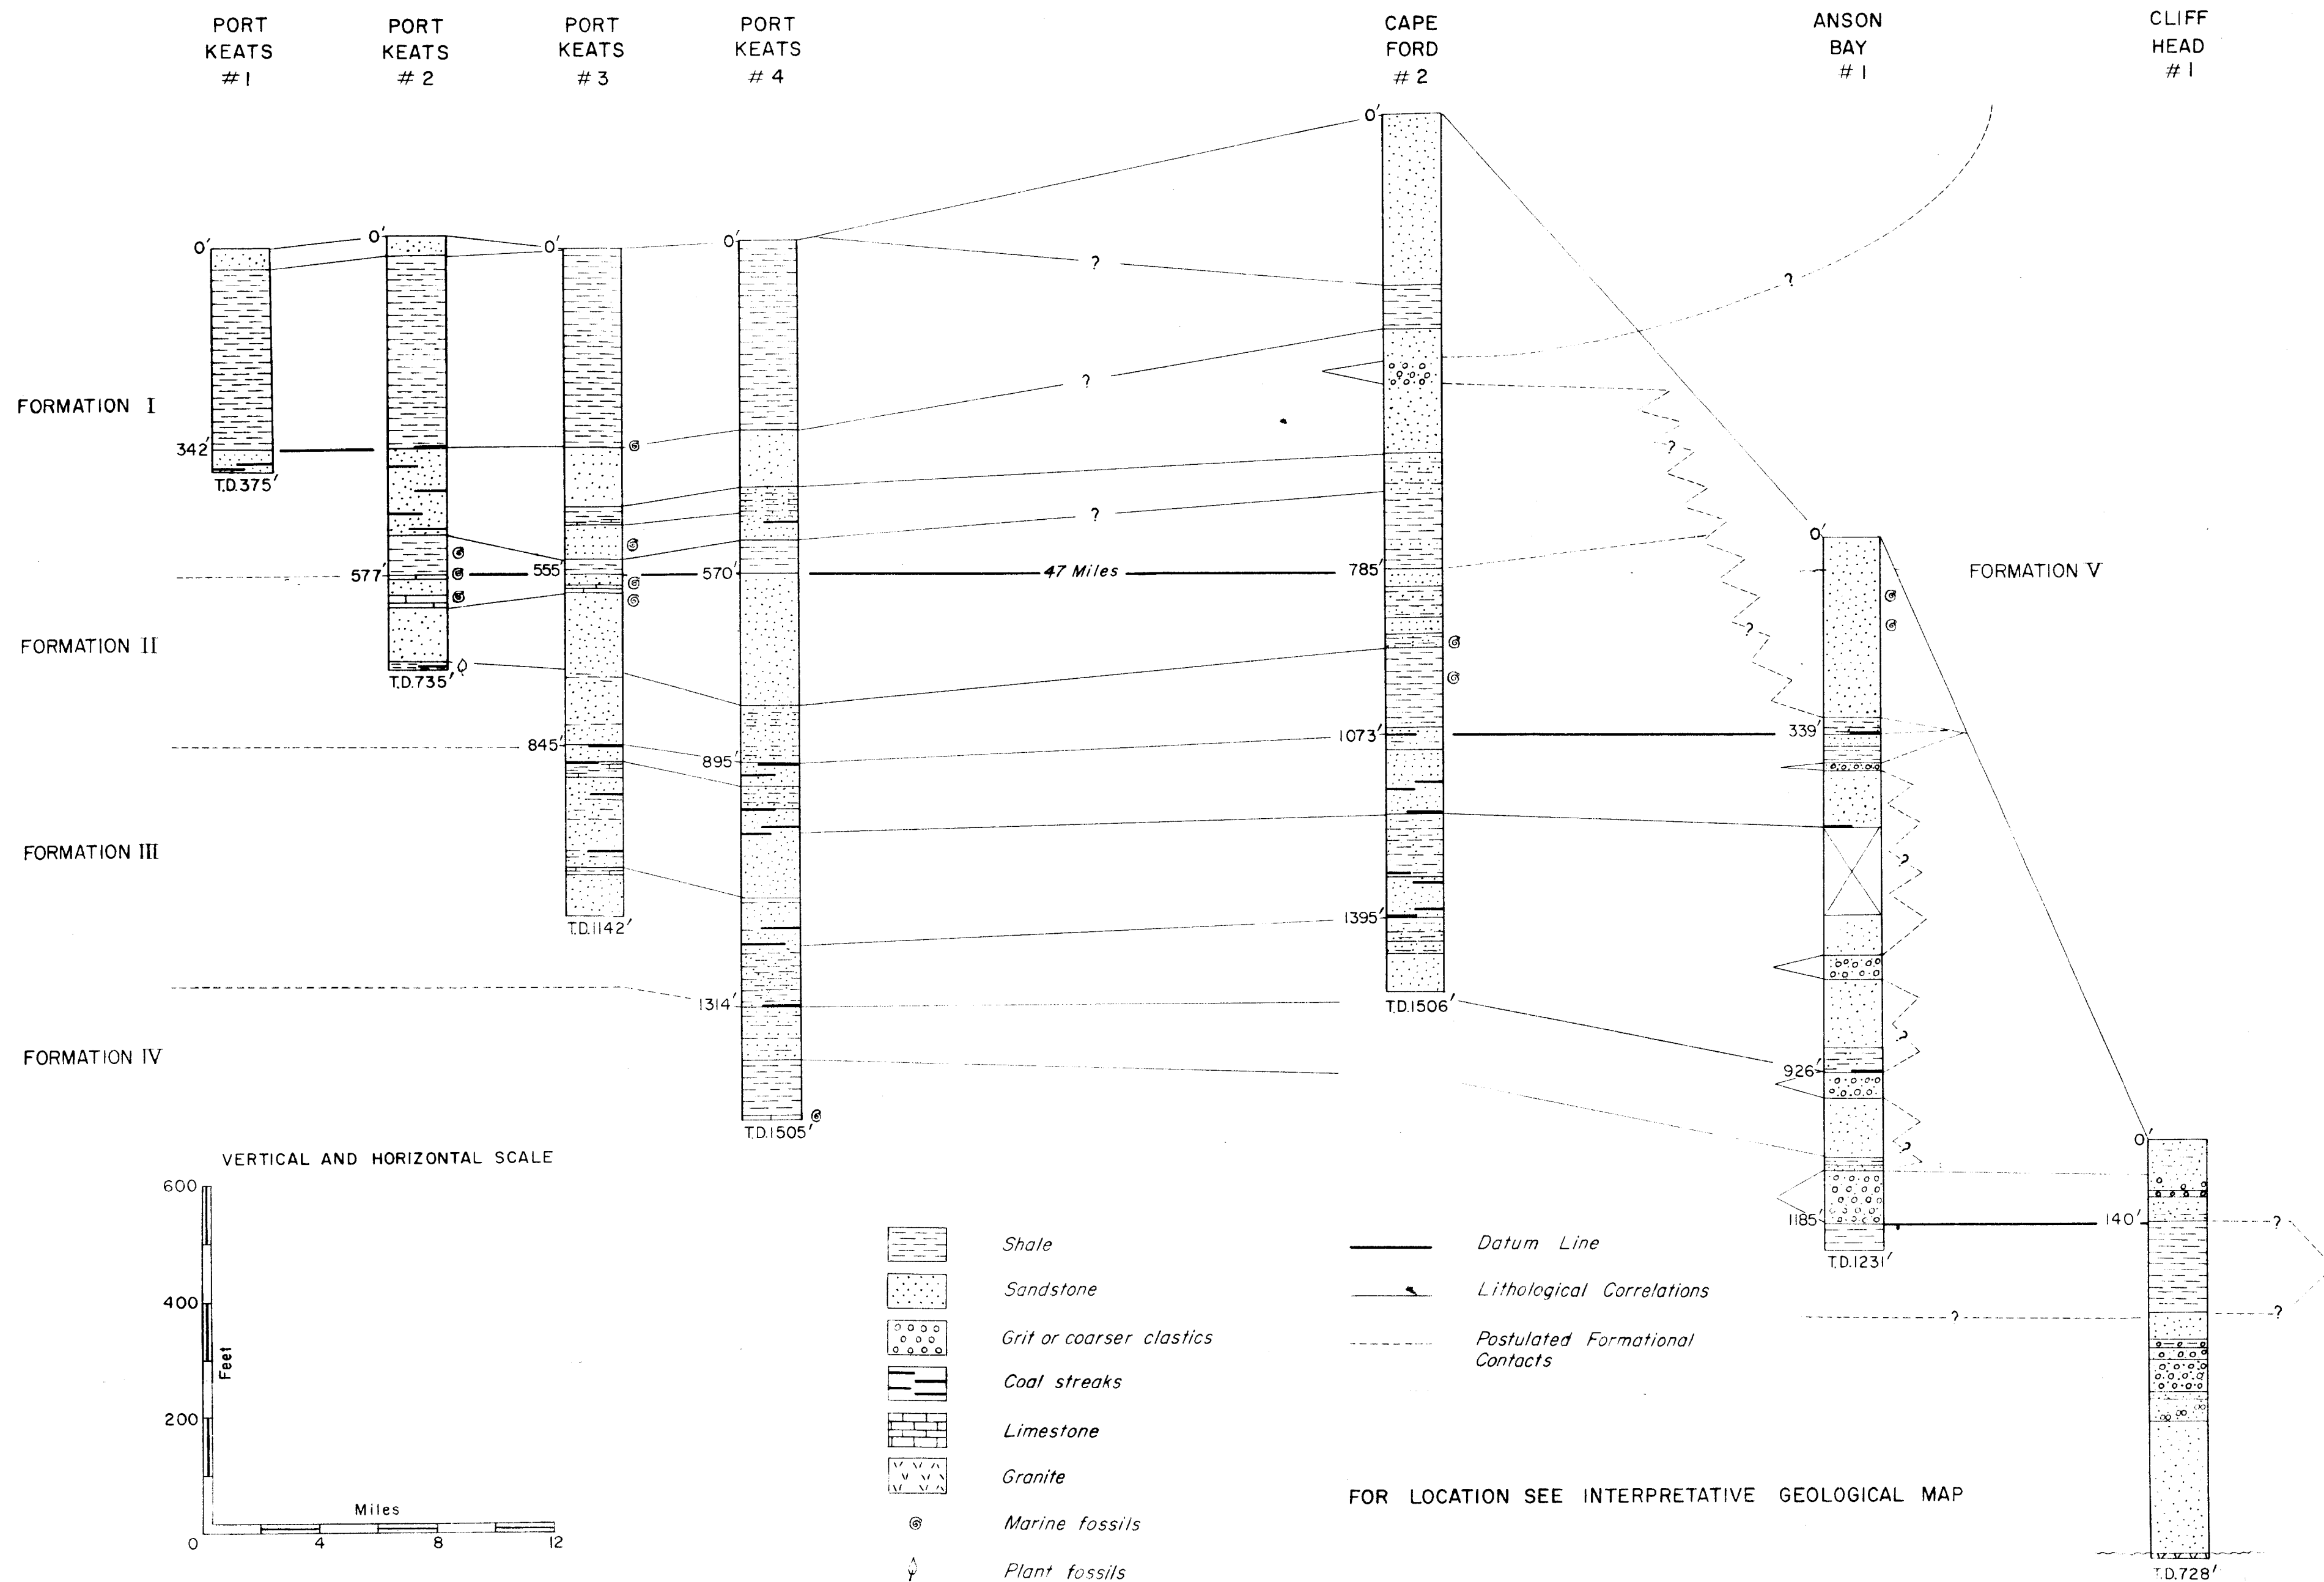 PORT
KEATS
# 1
PORT
KEATS
# 2
PORT
KEATS
# 3
PORT
KEATS
# 4
CAPE
FORD
# 2
ANSON
BAY
# 1
CLIFF
HEAD
# 1
0'
0'
0'
0'
0'
?
?
?
FORMATION I
342'
T.D.375'
?
?
0'
577'
555'
570'
47 Miles
785'
FORMATION V
FORMATION II
T.D.735'
?
845'
895'
1073'
339'
FORMATION III
?
T.D.1142'
1395'
1314'
T.D.1506'
?
FORMATION IV
926'
T.D.1505'
?
0'
1185'
140'
?
T.D.1231'
?
?
T.D.728'
VERTICAL AND HORIZONTAL SCALE
600
400
Feet
200
Miles
0 4 8 12
Shale
Sandstone
Grit or coarser clastics
Coal streaks
Limestone
Granite
Marine fossils
Plant fossils
Datum Line
Lithological Correlations
Postulated Formational
Contacts
FOR LOCATION SEE INTERPRETATIVE GEOLOGICAL MAP